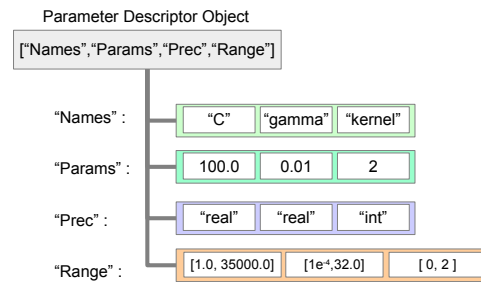 Parameter Descriptor Object
["Names","Params","Prec","Range"]
“Names” : “C” “gamma” “kernel”
“Params” : 100.0 0.01 2
“Prec” : “real” “real” “int”
“Range” : [1.0, 35000.0] [1e⁻⁴,32.0] [ 0, 2 ]